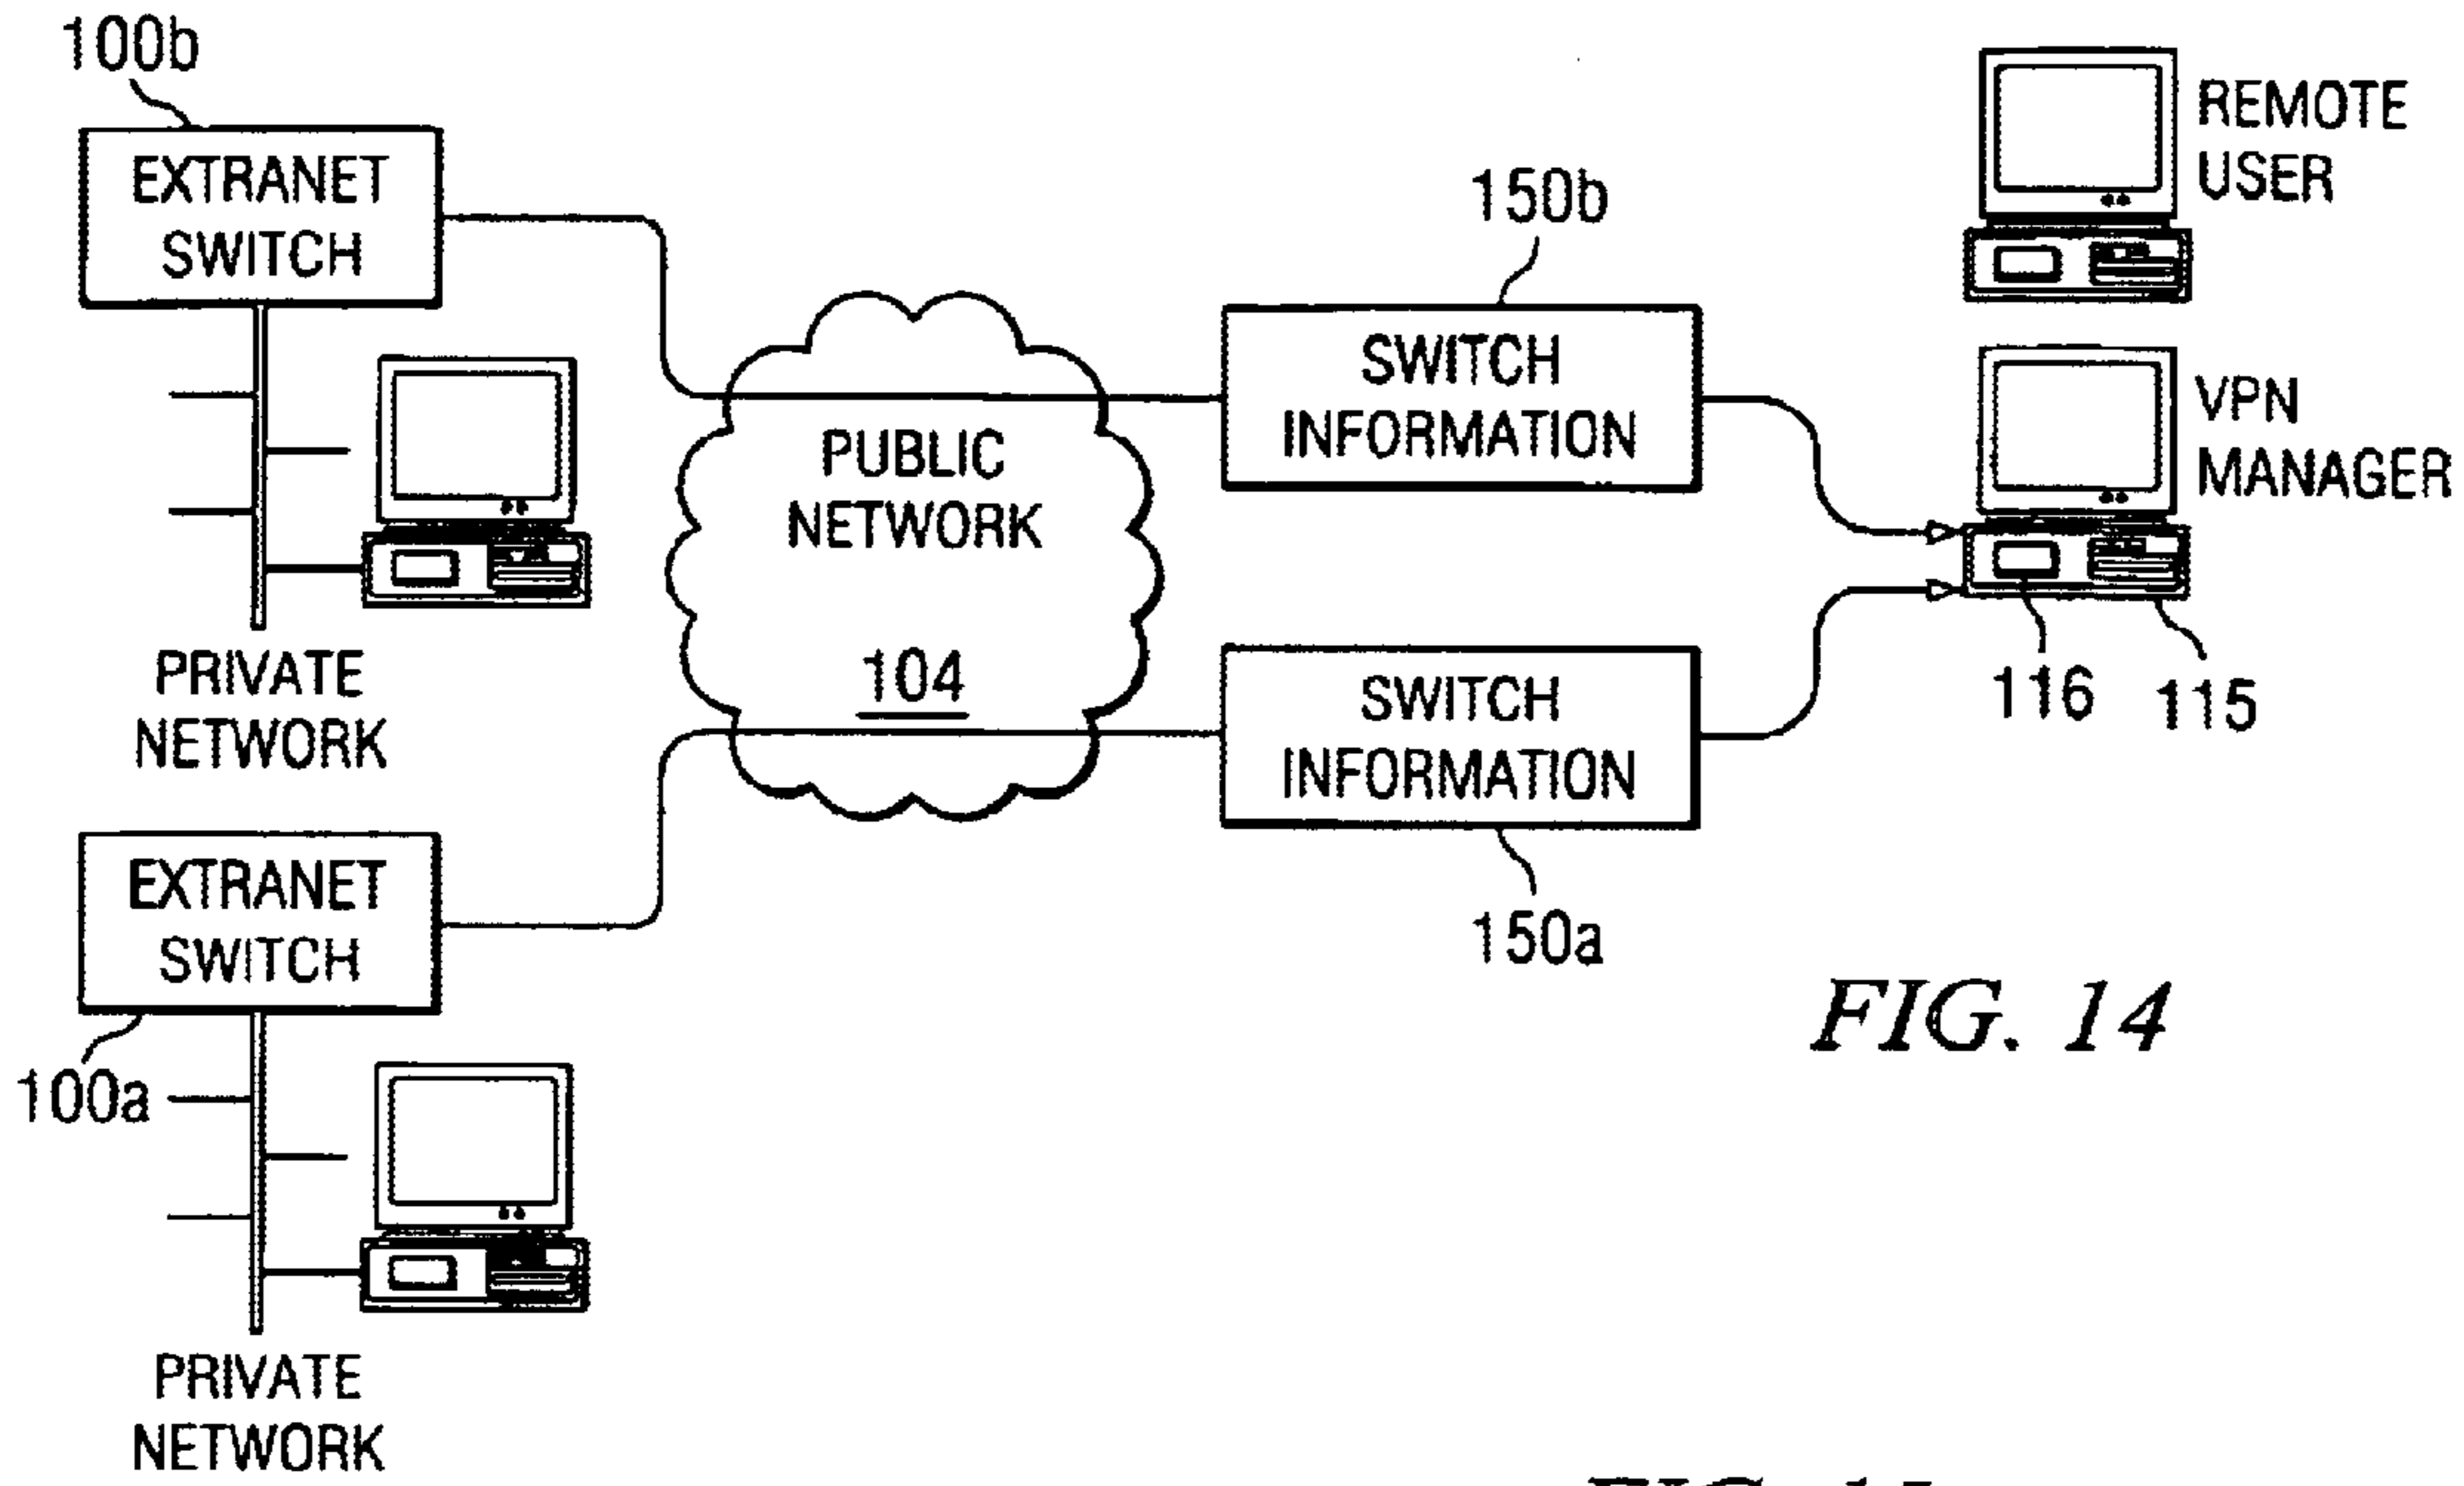 100b
EXTRANET
SWITCH
PRIVATE
NETWORK
PUBLIC
NETWORK
104
150b
SWITCH
INFORMATION
SWITCH
INFORMATION
150a
REMOTE
USER
VPN
MANAGER
116
115
EXTRANET
SWITCH
100a
PRIVATE
NETWORK
FIG. 14